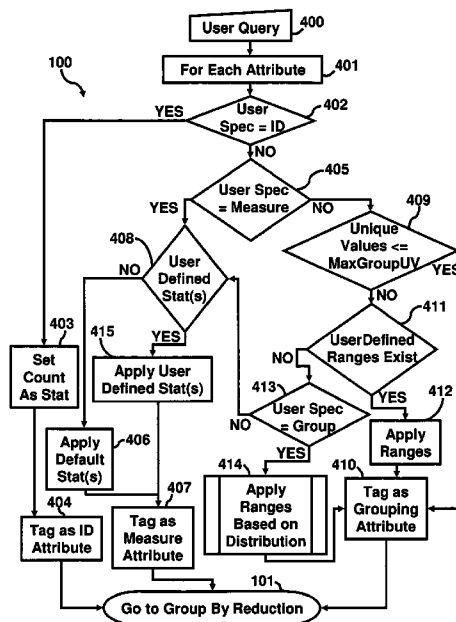 User Query
400
100
For Each Attribute
401
YES
User
Spec = ID
402
NO
405
User Spec
= Measure
YES
NO
409
Unique
Values <=
MaxGroupUV
YES
408
User
Defined
Stat(s)
NO
NO
411
UserDefined
Ranges Exist
403
Set
Count
As Stat
415
YES
Apply User
Defined Stat(s)
NO
413
User Spec
= Group
NO
YES
412
Apply
Ranges
YES
Apply
Default
Stat(s)
406
414
Apply
Ranges
Based on
Distribution
410
Tag as
Grouping
Attribute
404
Tag as ID
Attribute
407
Tag as
Measure
Attribute
101
Go to Group By Reduction